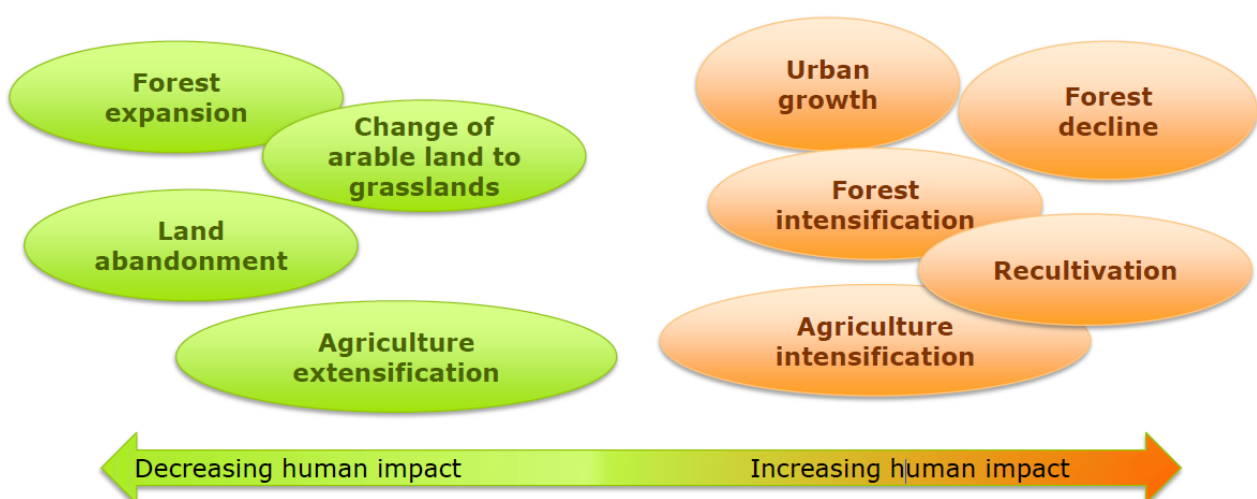 Forest
expansion
Change of
arable land to
grasslands
Land
abandonment
Agriculture
extensification
Urban
growth
Forest
decline
Forest
intensification
Recultivation
Agriculture
intensification
Decreasing human impact
Increasing human impact